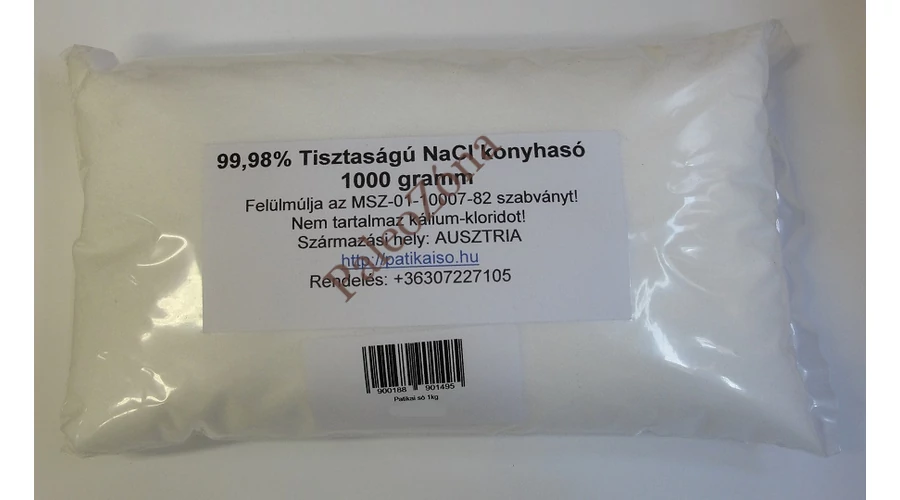 99,98% Tisztaságú NaCl konyhasó
1000 gramm
Felülmúlja az MSZ-01-10007-82 szabványt!
Nem tartalmaz kálium-kloridot!
Származási hely: AUSZTRIA
http://patikaiso.hu
Rendelés: +36307227105
PaleoZóna
900188 901495
Patikai só 1kg